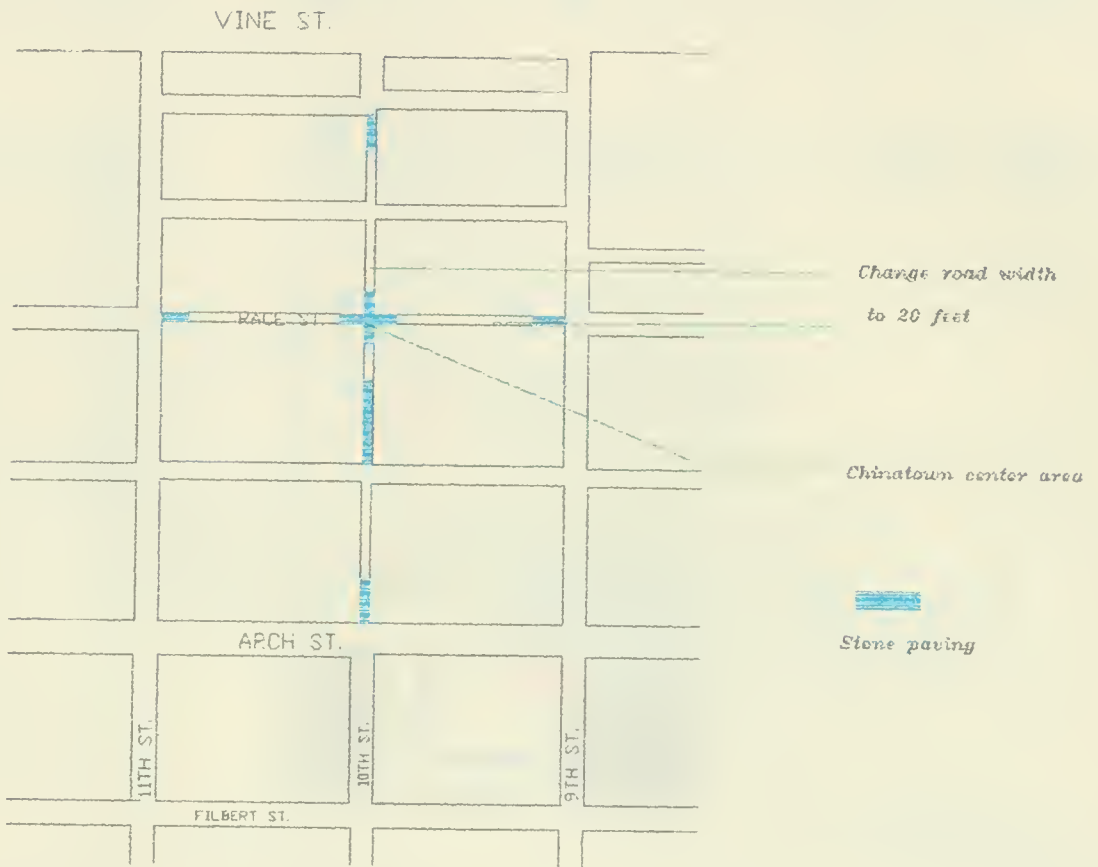 VINE ST.
Change road width
to 20 feet
RACE ST.
Chinatown center area
Stone paving
ARCH ST.
11TH ST.
10TH ST.
9TH ST.
FILBERT ST.